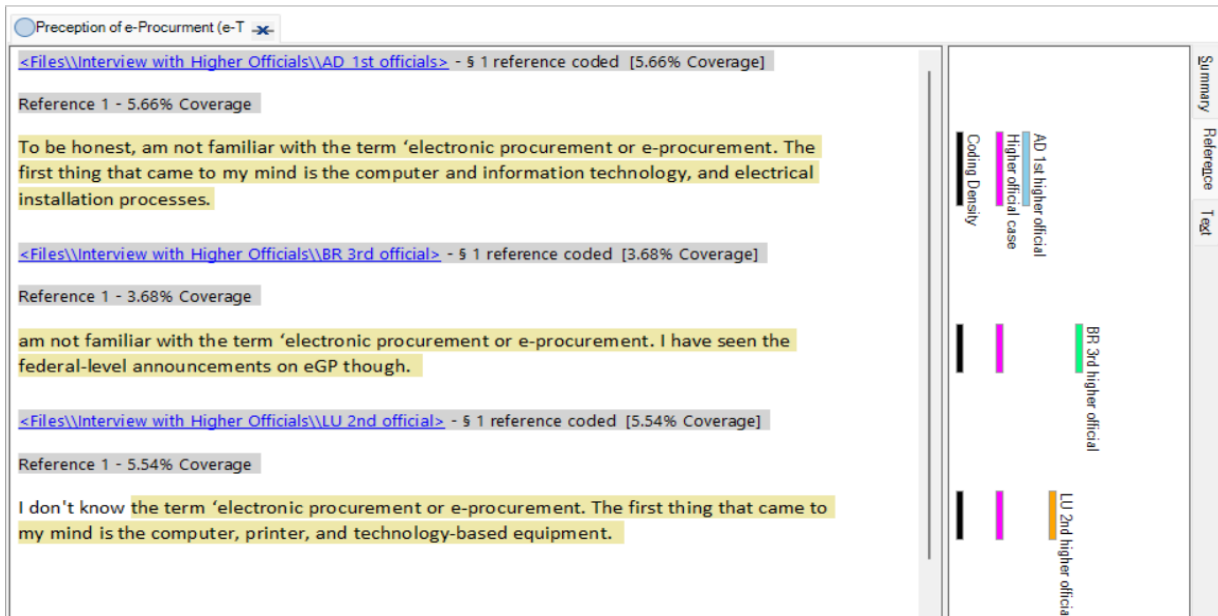 Preception of e-Procurment (e-T
<Files\\Interview with Higher Officials\\AD 1st officials> - § 1 reference coded [5.66% Coverage]
Reference 1 - 5.66% Coverage
To be honest, am not familiar with the term ‘electronic procurement or e-procurement. The
first thing that came to my mind is the computer and information technology, and electrical
installation processes.
<Files\\Interview with Higher Officials\\BR 3rd official> - § 1 reference coded [3.68% Coverage]
Reference 1 - 3.68% Coverage
am not familiar with the term ‘electronic procurement or e-procurement. I have seen the
federal-level announcements on eGP though.
<Files\\Interview with Higher Officials\\LU 2nd official> - § 1 reference coded [5.54% Coverage]
Reference 1 - 5.54% Coverage
I don't know the term ‘electronic procurement or e-procurement. The first thing that came to
my mind is the computer, printer, and technology-based equipment.
Coding Density
Higher official case
AD 1st higher official
BR 3rd higher official
LU 2nd higher official
Summary
Reference
Text